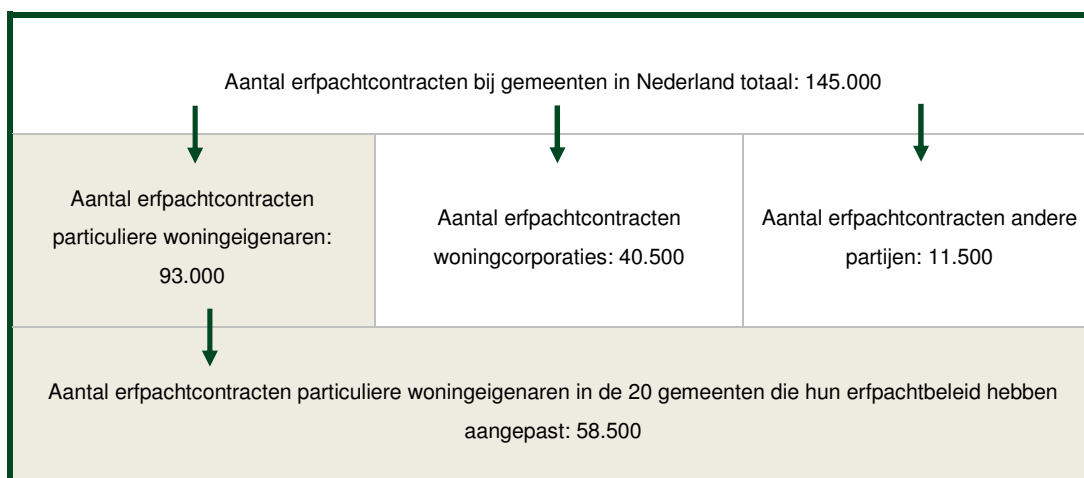 Aantal erfpachtcontracten bij gemeenten in Nederland totaal: 145.000
Aantal erfpachtcontracten
particuliere woningeigenaren:
93.000
Aantal erfpachtcontracten
woningcorporaties: 40.500
Aantal erfpachtcontracten andere
partijen: 11.500
Aantal erfpachtcontracten particuliere woningeigenaren in de 20 gemeenten die hun erfpachtbeleid hebben
aangepast: 58.500